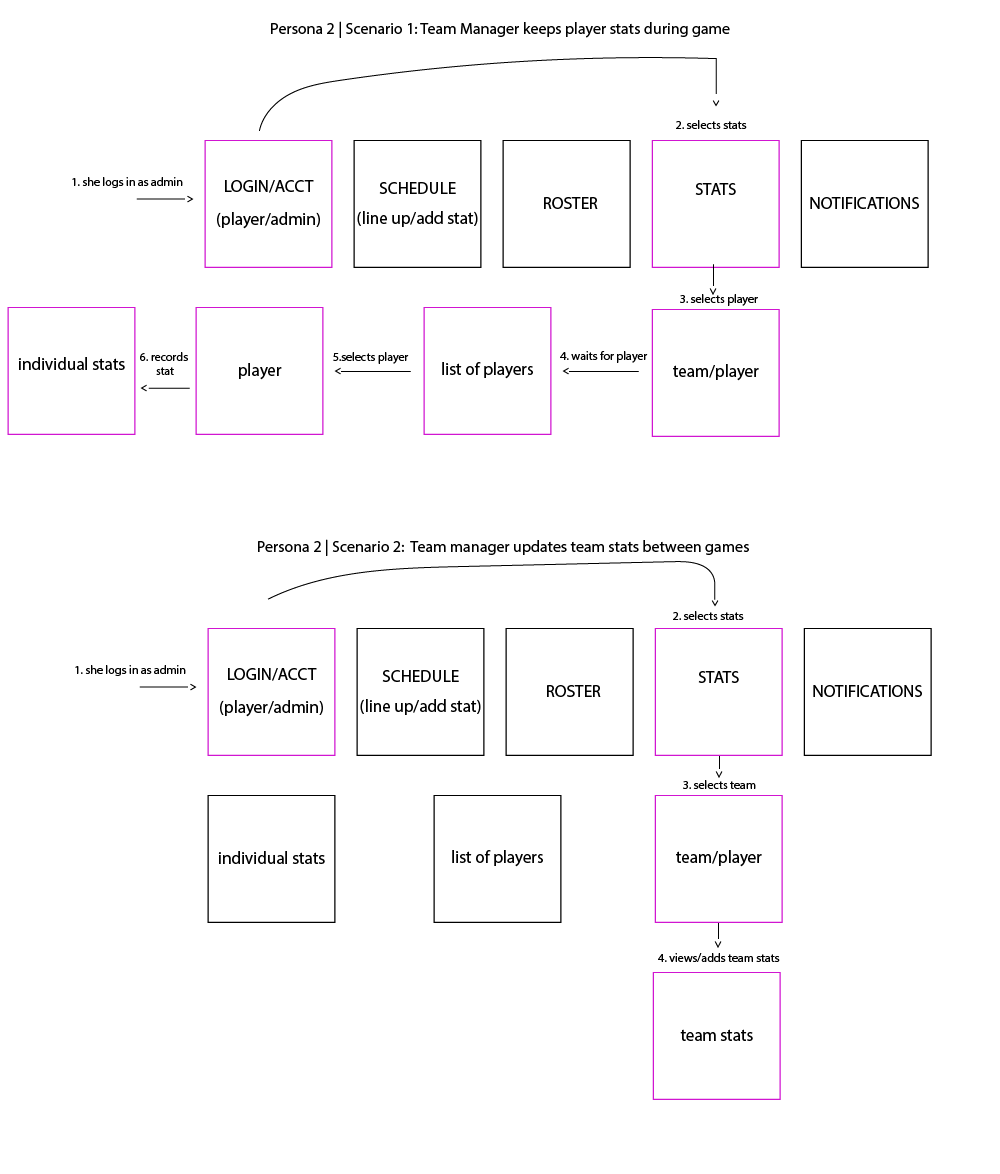 Persona 2 | Scenario 1: Team Manager keeps player stats during game
2. selects stats
1. she logs in as admin
LOGIN/ACCT
(player/admin)
SCHEDULE
(line up/add stat)
ROSTER
STATS
NOTIFICATIONS
3. selects player
individual stats
6. records
stat
player
5.selects player
list of players
4. waits for player
team/player
Persona 2 | Scenario 2:  Team manager updates team stats between games
2. selects stats
1. she logs in as admin
LOGIN/ACCT
(player/admin)
SCHEDULE
(line up/add stat)
ROSTER
STATS
NOTIFICATIONS
3. selects team
individual stats
list of players
team/player
4. views/adds team stats
team stats